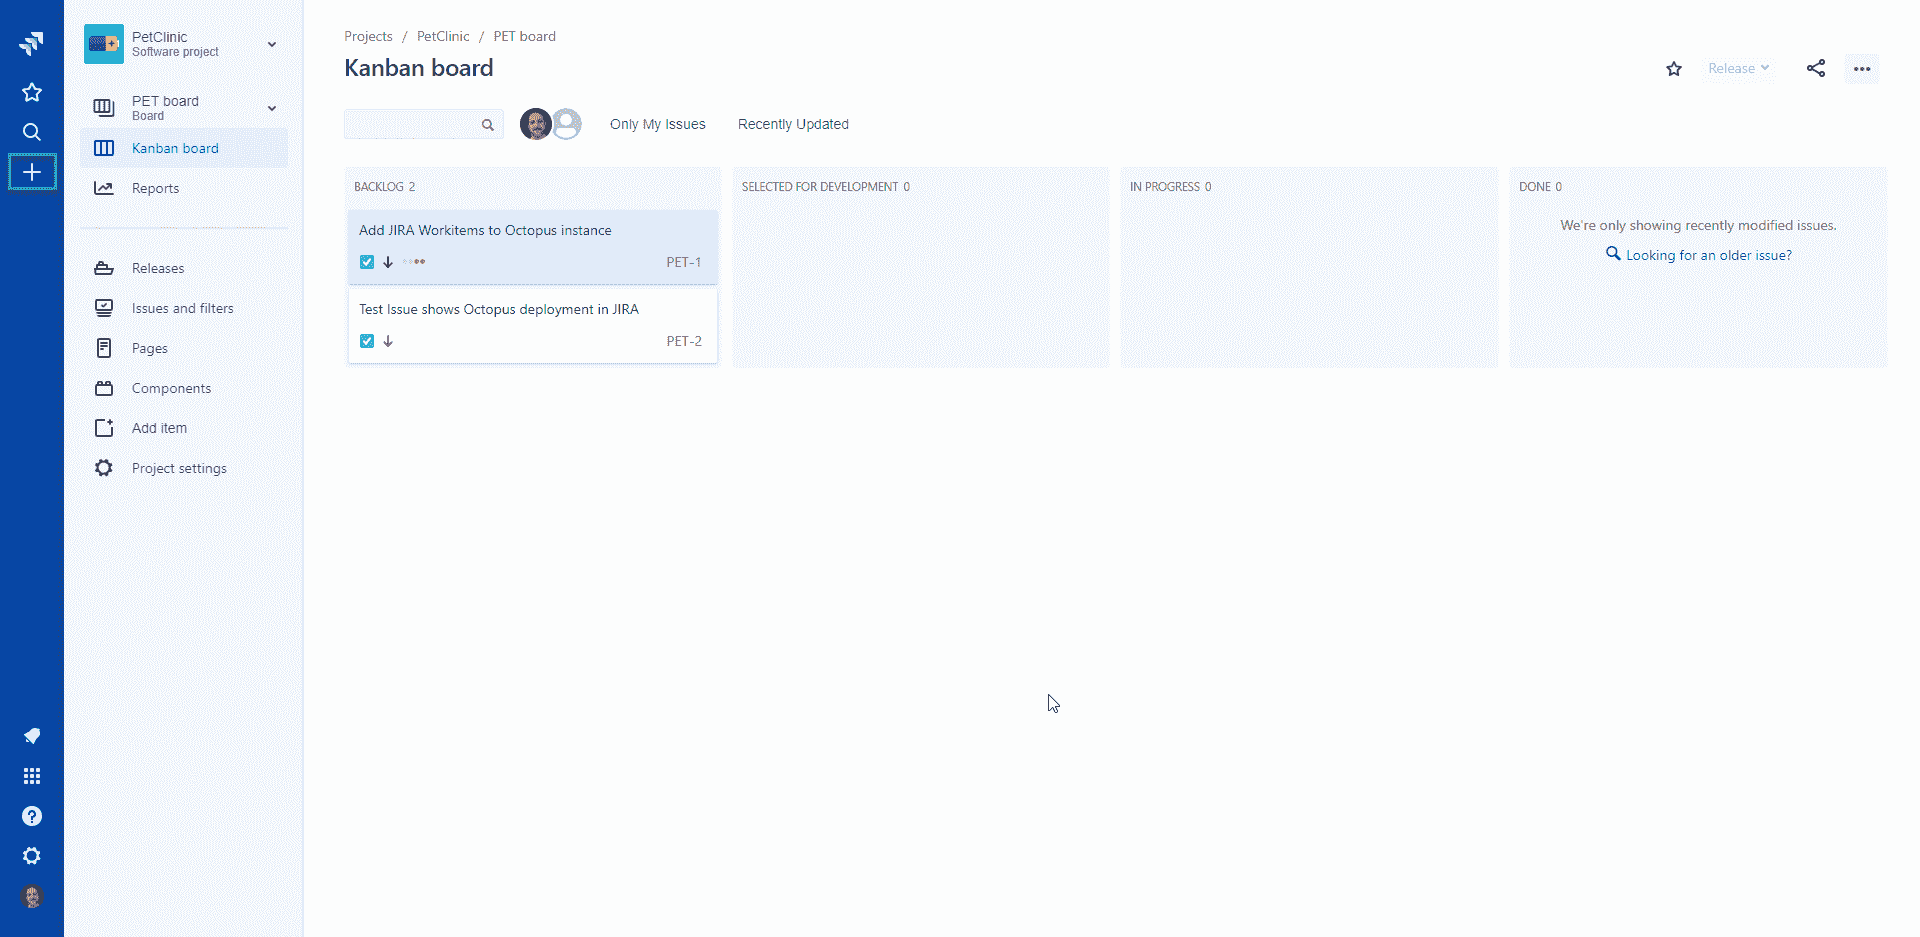 PetClinic
Software project
PET board
Board
Kanban board
Reports
Releases
Issues and filters
Pages
Components
Add item
Project settings
Projects / PetClinic / PET board
Kanban board
Release
Only My Issues
Recently Updated
BACKLOG 2
Add JIRA Workitems to Octopus instance
PET-1
Test Issue shows Octopus deployment in JIRA
PET-2
SELECTED FOR DEVELOPMENT 0
IN PROGRESS 0
DONE 0
We're only showing recently modified issues.
Looking for an older issue?